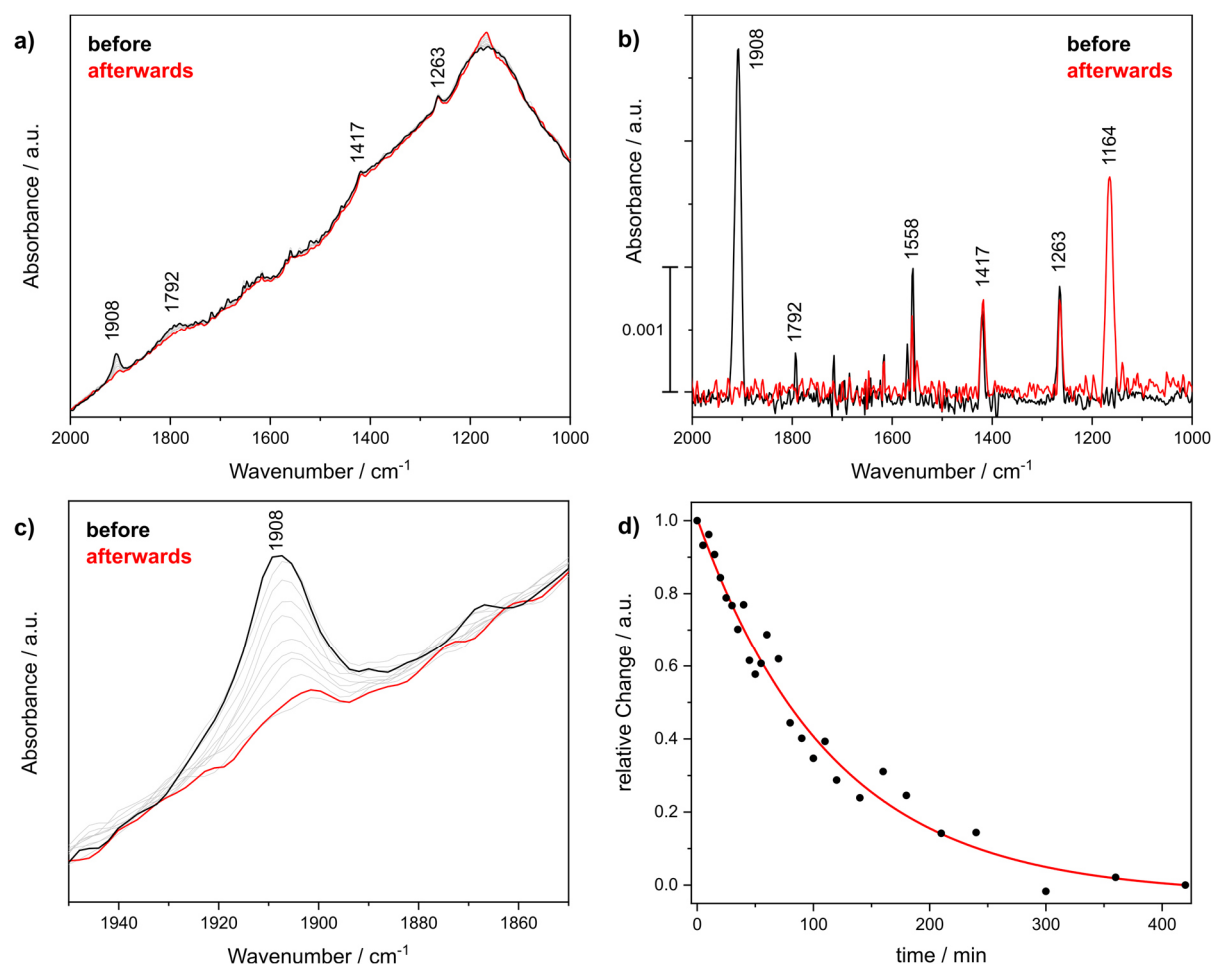 a)
before
afterwards
1908
1792
1417
1263
Absorbance / a.u.
2000
1800
1600
1400
1200
1000
Wavenumber / cm⁻¹
b)
before
afterwards
1908
1792
1558
1417
1263
1164
Absorbance / a.u.
0.001
2000
1800
1600
1400
1200
1000
Wavenumber / cm⁻¹
c)
before
afterwards
1908
Absorbance / a.u.
1940
1920
1900
1880
1860
Wavenumber / cm⁻¹
d)
relative Change / a.u.
1.0
0.8
0.6
0.4
0.2
0.0
0
100
200
300
400
time / min